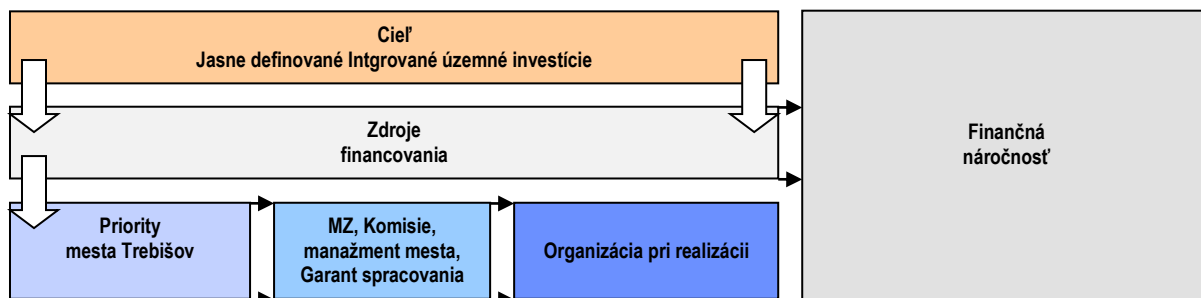 Cieľ
Jasne definované Intgrované územné investície
Zdroje
financovania
Finančná
náročnosť
Priority
mesta Trebišov
MZ, Komisie,
manažment mesta,
Garant spracovania
Organizácia pri realizácii